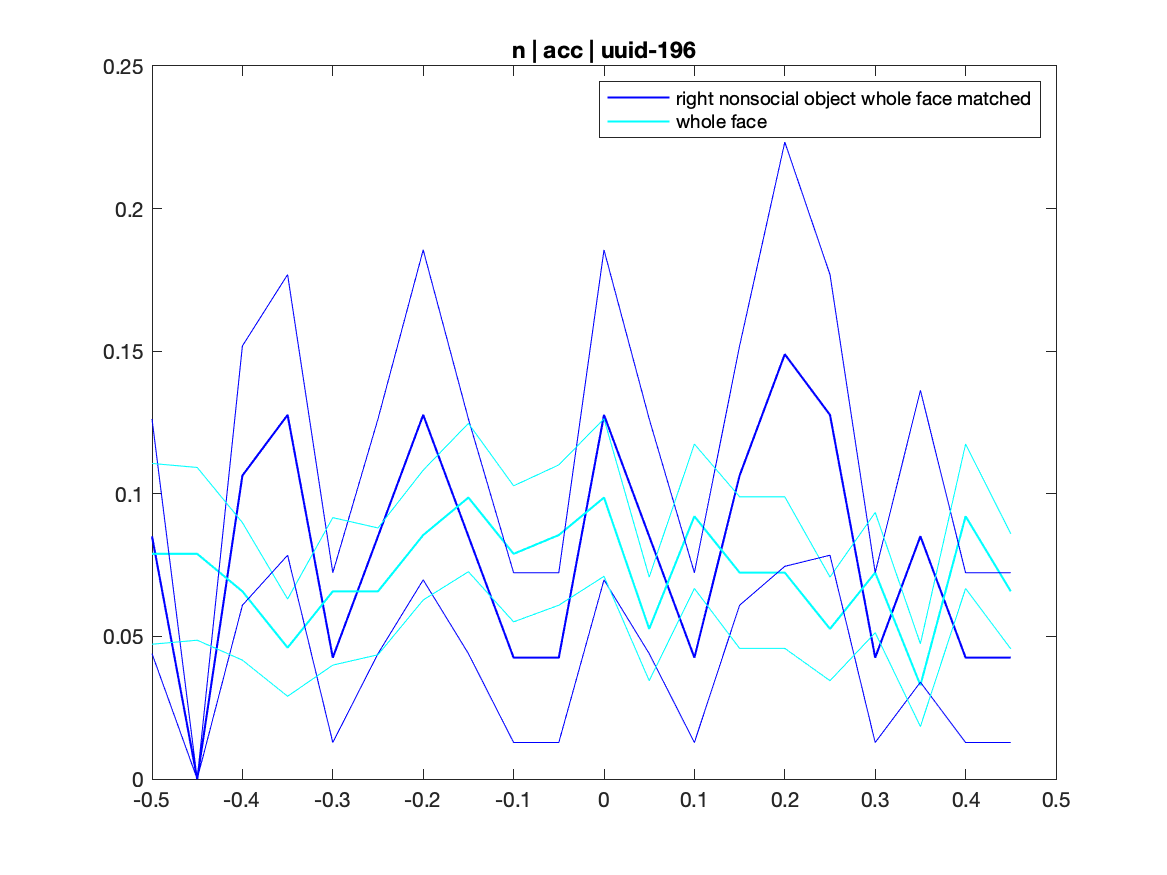 n | acc | uuid-196
0.25
right nonsocial object whole face matched
whole face
0.2
0.15
0.1
0.05
0
-0.5 -0.4 -0.3 -0.2 -0.1 0 0.1 0.2 0.3 0.4 0.5